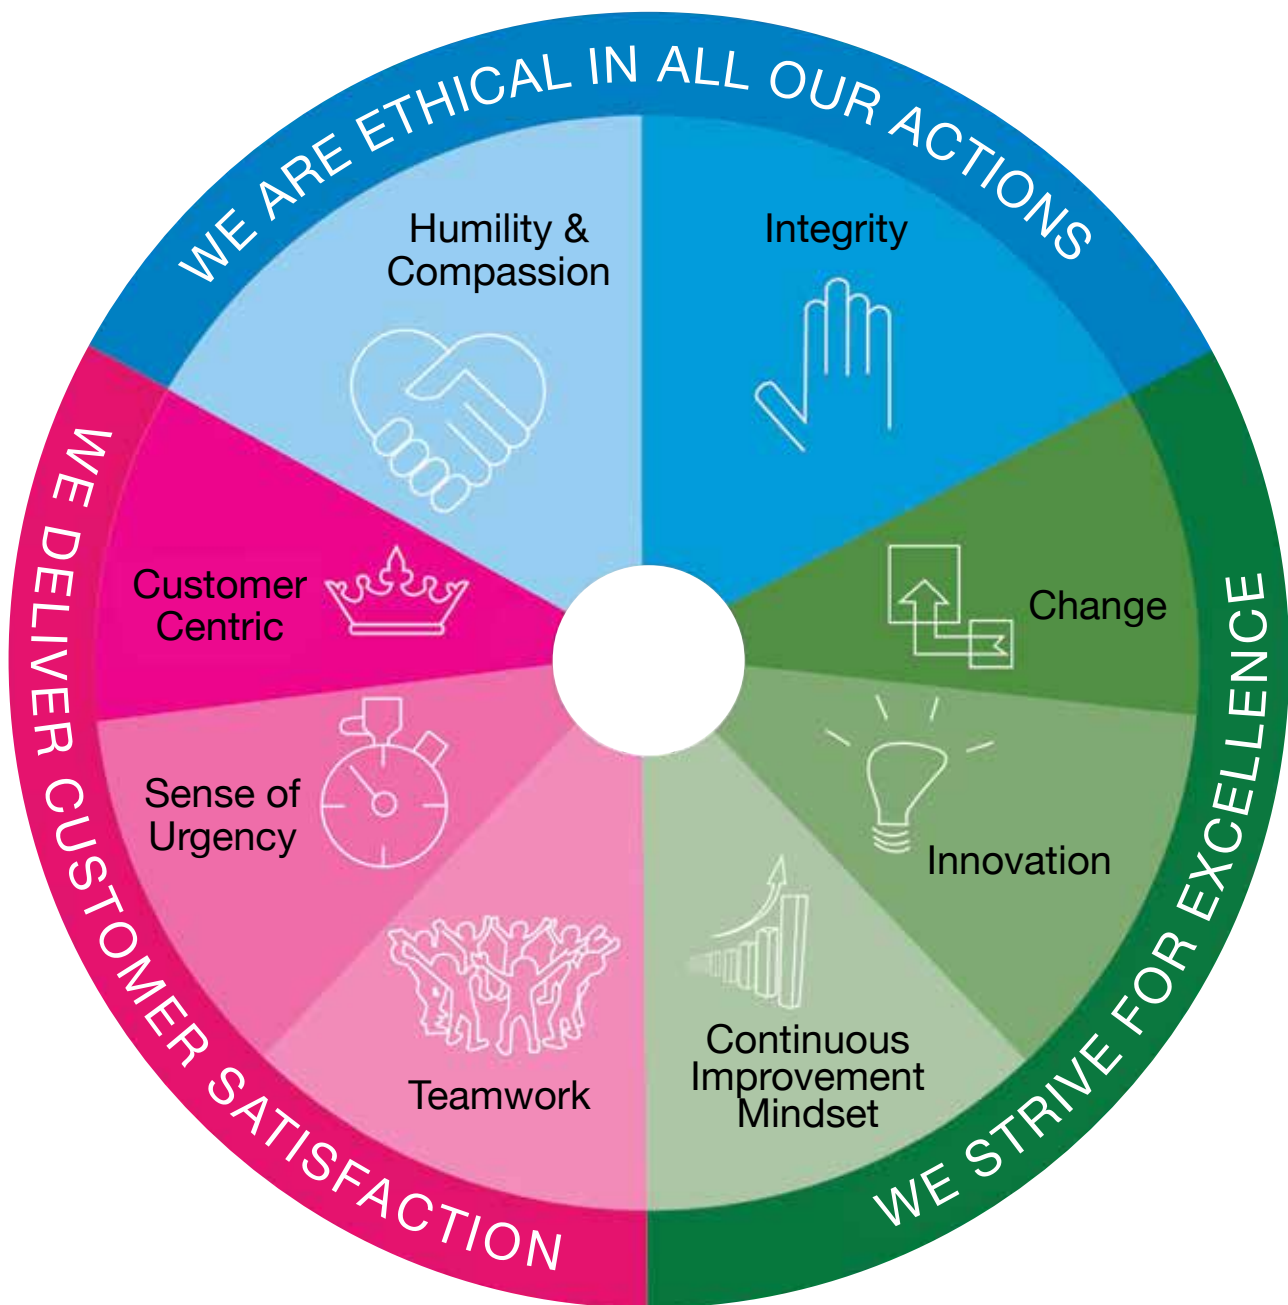 WE ARE ETHICAL IN ALL OUR ACTIONS
Humility &
Compassion
Integrity
Customer
Centric
Change
Sense of
Urgency
Innovation
Teamwork
Continuous
Improvement
Mindset
WE DELIVER CUSTOMER SATISFACTION
WE STRIVE FOR EXCELLENCE